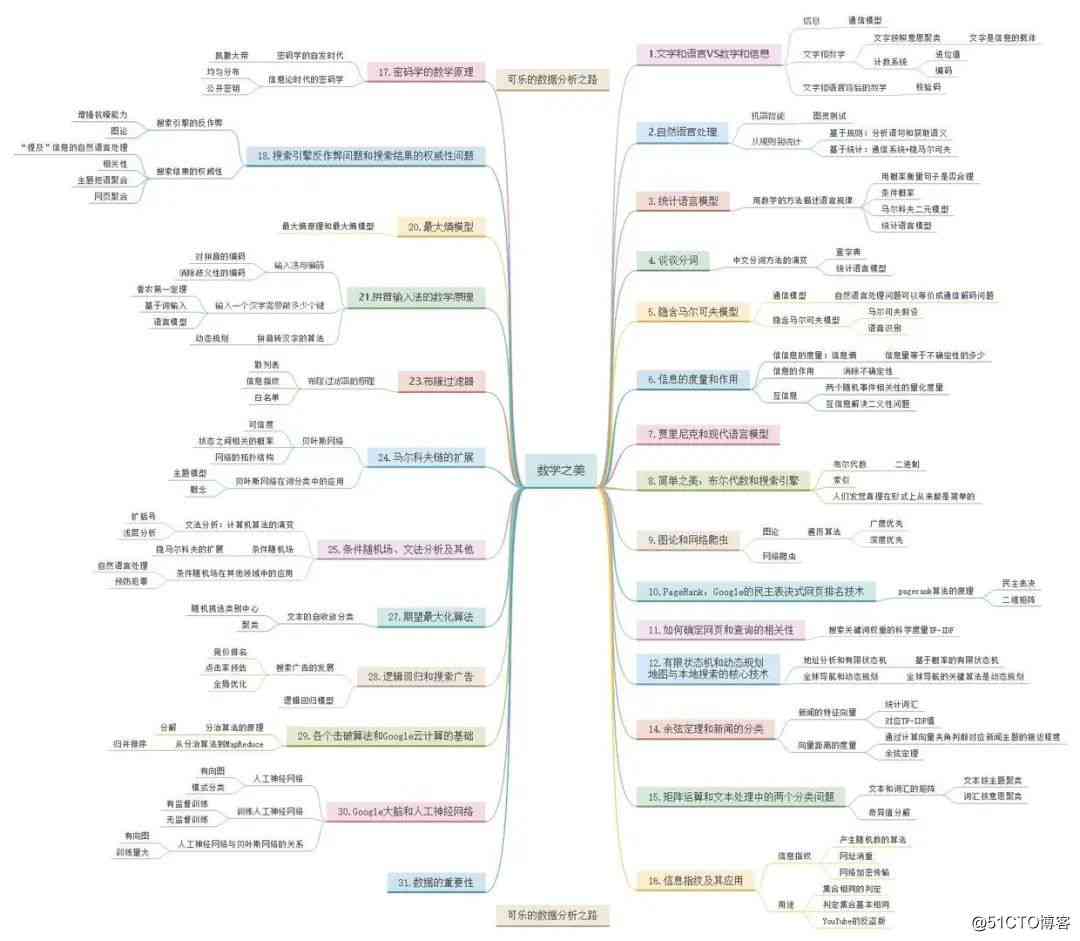 可乐的数据分析之路
数学之美
1.文字和语言VS数字和信息
信息
通信模型
文字和数学
文字按照意思聚类
文字是信息的载体
计数系统
进位值
编码
文字和语言背后的数学
校验码
2.自然语言处理
机器智能
图灵测试
从规则到统计
基于规则:分析语句和获取语义
基于统计:通信系统+隐马尔可夫
3.统计语言模型
用数学的方法描述语言规律
用概率衡量句子是否合理
条件概率
马尔科夫二元模型
统计语言模型
4.谈谈分词
中文分词方法的演变
查字典
统计语言模型
5.隐含马尔可夫模型
通信模型
自然语言处理问题可以等价成通信解码问题
隐含马尔可夫模型
马尔可夫假设
语音识别
6.信息的度量和作用
信信息的度量:信息熵
信息量等于不确定性的多少
信息的作用
消除不确定性
互信息
两个随机事件相关性的量化度量
互信息解决二义性问题
7.贾里尼克和现代语言模型
8.简单之美,布尔代数和搜索引擎
布尔代数
二进制
索引
人们发觉真理在形式上从来都是简单的
9.图论和网络爬虫
图论
遍历算法
广度优先
深度优先
网络爬虫
10.PageRank,Google的民主表决式网页排名技术
pagerank算法的原理
民主表决
二维矩阵
11.如何确定网页和查询的相关性
搜索关键词权重的科学度量TF-IDF
12.有限状态机和动态规划
地图与本地搜索的核心技术
地址分析和有限状态机
基于概率的有限状态机
全球导航和动态规划
全球导航的关键算法是动态规划
14.余弦定理和新闻的分类
新闻的特征向量
统计词汇
对应TF-IDF值
向量距离的度量
通过计算向量夹角判断对应新闻主题的接近程度
余弦定理
15.矩阵运算和文本处理中的两个分类问题
文本和词汇的矩阵
文本按主题聚类
词汇按意思聚类
奇异值分解
16.信息指纹及其应用
信息指纹
产生随机数的算法
网址消重
网络加密传输
用途
集合相同的判定
判定集合基本相同
YouTube的反盗版
17.密码学的数学原理
密码学的自发时代
凯撒大帝
信息论时代的密码学
均匀分布
公开密钥
18.搜索引擎反作弊问题和搜索结果的权威性问题
搜索引擎的反作弊
增强抗噪能力
图论
搜索结果的权威性
“提及”信息的自然语言处理
相关性
主题短语聚合
网页聚合
20.最大熵模型
最大熵原理和最大熵模型
21.拼音输入法的数学原理
输入法与编码
对拼音的编码
消除歧义性的编码
输入一个汉字需要敲多少个键
香农第一定理
基于词输入
语言模型
拼音转汉字的算法
动态规划
23.布隆过滤器
布隆过滤器的原理
散列表
信息指纹
白名单
24.马尔科夫链的扩展
贝叶斯网络
可信度
状态之间相关的概率
网络的拓扑结构
贝叶斯网络在词分类中的应用
主题模型
概念
25.条件随机场、文法分析及其他
文法分析:计算机算法的演变
扩括号
浅层分析
条件随机场
隐马尔科夫的扩展
条件随机场在其他领域中的应用
自然语言处理
预防犯罪
27.期望最大化算法
文本的自收敛分类
随机挑选类别中心
聚类
28.逻辑回归和搜索广告
搜索广告的发展
竞价排名
点击率预估
全局优化
逻辑回归模型
29.各个击破算法和Google云计算的基础
分治算法的原理
分解
从分治算法到MapReduce
归并排序
30.Google大脑和人工神经网络
人工神经网络
有向图
模式分类
训练人工神经网络
有监督训练
无监督训练
人工神经网络与贝叶斯网络的关系
有向图
训练量大
31.数据的重要性
可乐的数据分析之路
@51CTO博客